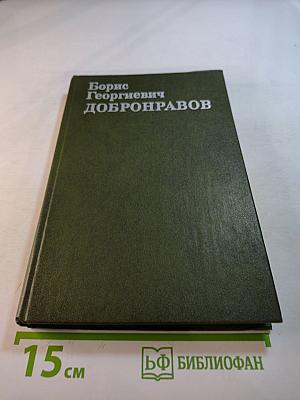 Борис
Георгиевич
ДОБРОНРАВОВ
15 см
ЬФ БИБЛИОФАН